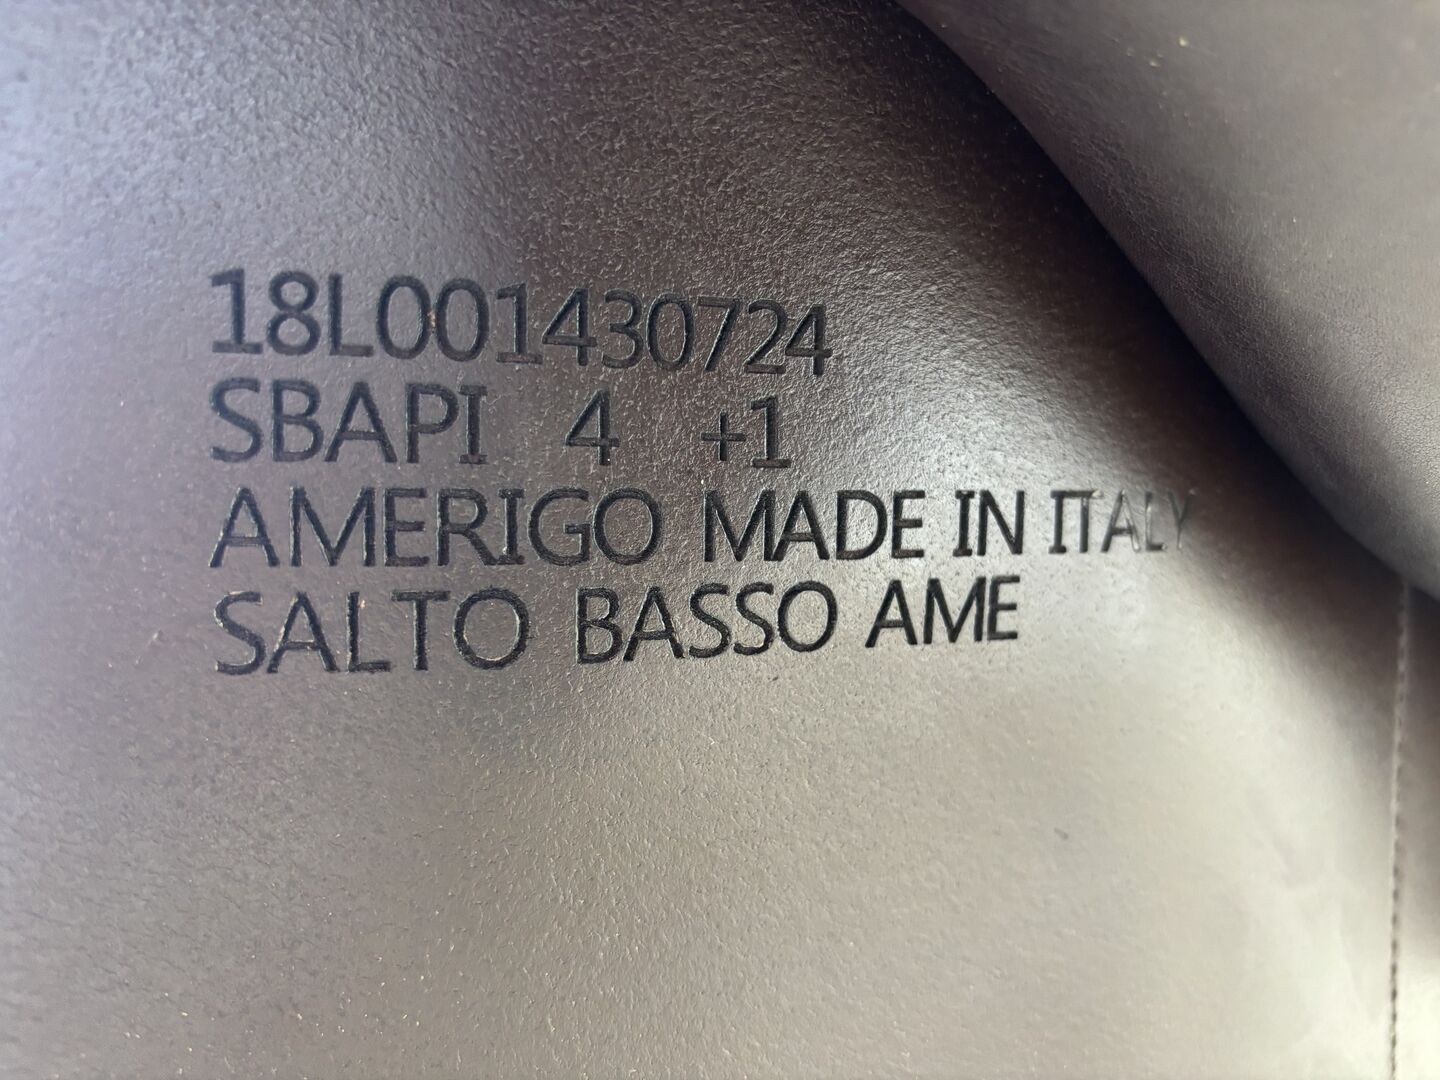 18L001430724
SBAPI 4 +1
AMERIGO MADE IN ITALY
SALTO BASSO AME